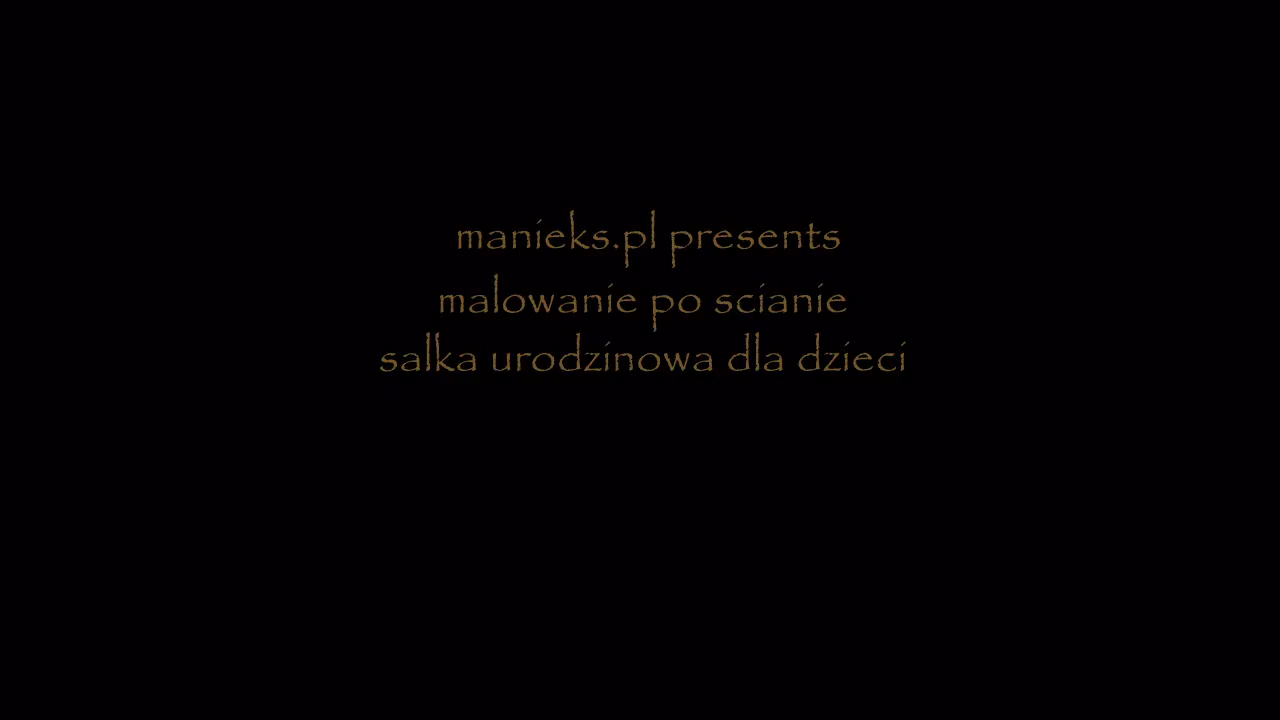 manieks.pl presents
malowanie po scianie
salka urodzinowa dla dzieci